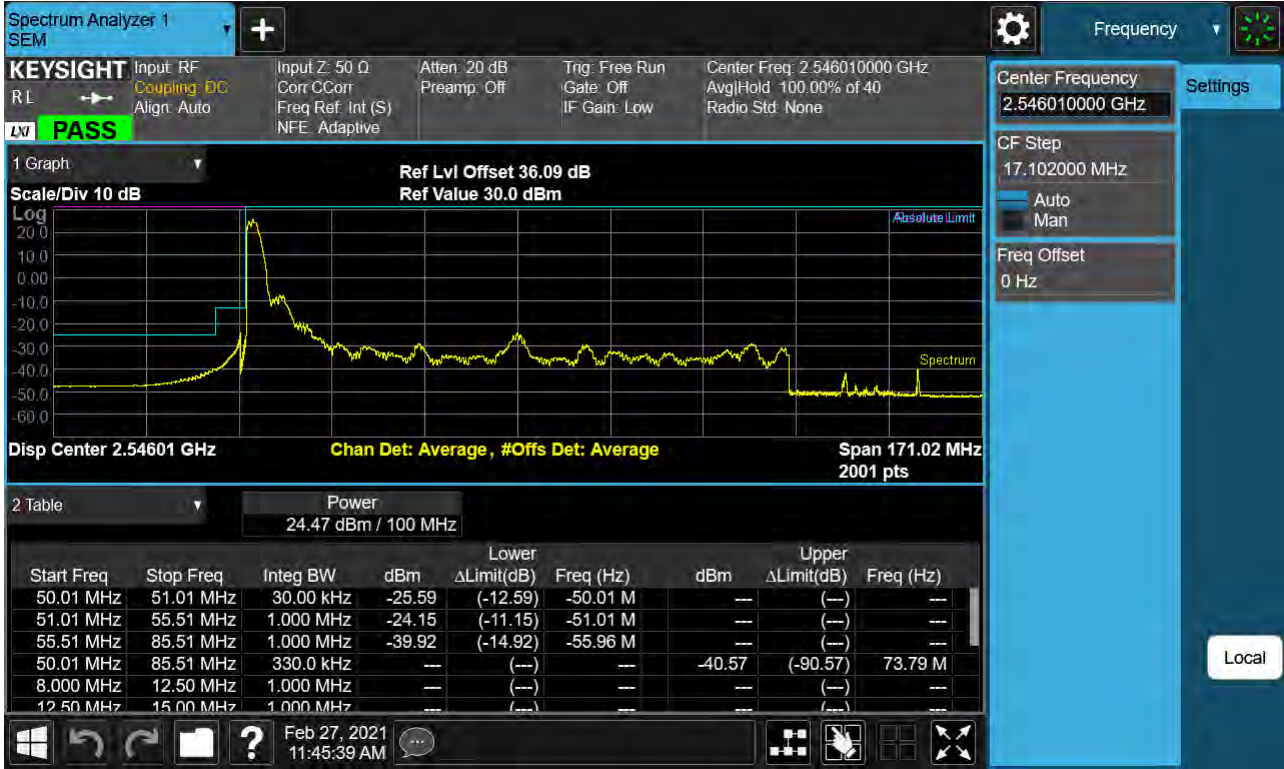 Spectrum Analyzer 1
SEM
Frequency
KEYSIGHT
RL
LXI
PASS
Input: RF
Coupling: DC
Align: Auto
Input Z: 50 Ω
Corr CCorr
Freq Ref: Int (S)
NFE: Adaptive
Atten: 20 dB
Preamp: Off
Trig: Free Run
Gate: Off
IF Gain: Low
Center Freq: 2.546010000 GHz
Avg|Hold: 100.00% of 40
Radio Std: None
Center Frequency
2.546010000 GHz
Settings
CF Step
17.102000 MHz
Auto
Man
Freq Offset
0 Hz
Local
1 Graph
Scale/Div 10 dB
Ref Lvl Offset 36.09 dB
Ref Value 30.0 dBm
Log
Absolute Limit
20.0
10.0
0.00
-10.0
-20.0
-30.0
-40.0
-50.0
-60.0
Spectrum
Disp Center 2.54601 GHz
Chan Det: Average, #Offs Det: Average
Span 171.02 MHz
2001 pts
2 Table
Power
24.47 dBm / 100 MHz
Lower Upper
Start Freq Stop Freq Integ BW dBm ΔLimit(dB) Freq (Hz) dBm ΔLimit(dB) Freq (Hz)
50.01 MHz 51.01 MHz 30.00 kHz -25.59 (-12.59) -50.01 M --- (---) ---
51.01 MHz 55.51 MHz 1.000 MHz -24.15 (-11.15) -51.01 M --- (---) ---
55.51 MHz 85.51 MHz 1.000 MHz -39.92 (-14.92) -55.96 M --- (---) ---
50.01 MHz 85.51 MHz 330.0 kHz --- (---) --- -40.57 (-90.57) 73.79 M
8.000 MHz 12.50 MHz 1.000 MHz --- (---) --- --- (---) ---
12.50 MHz 15.00 MHz 1.000 MHz --- (---) --- --- (---) ---
Feb 27, 2021
11:45:39 AM